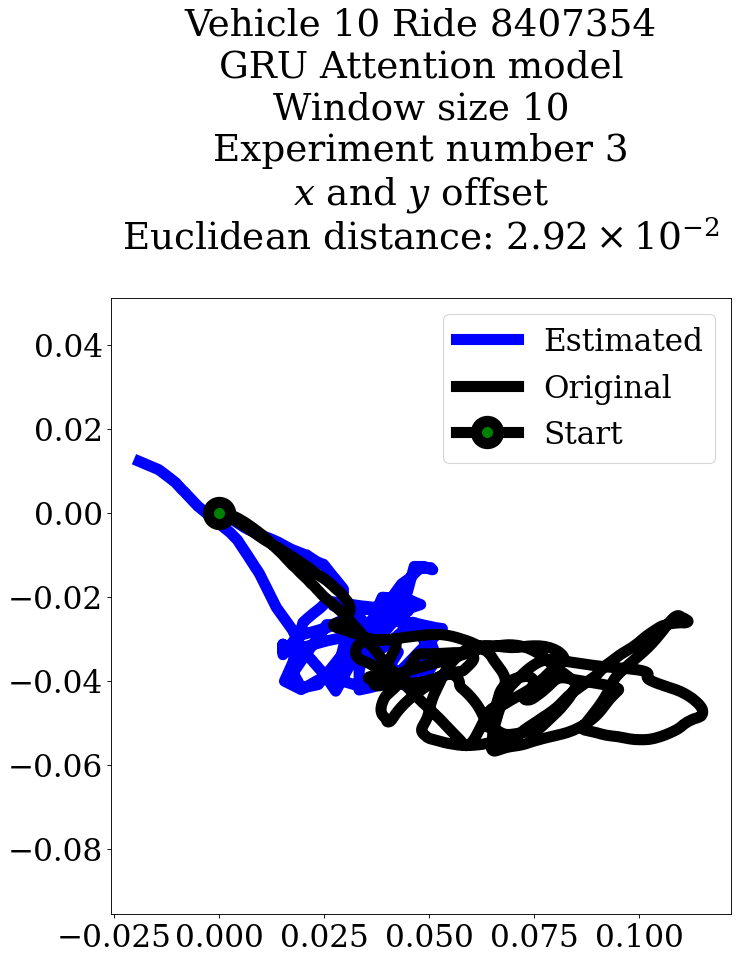 Vehicle 10 Ride 8407354
GRU Attention model
Window size 10
Experiment number 3
x and y offset
Euclidean distance: 2.92 × 10⁻²
Estimated
Original
Start
0.04
0.02
0.00
−0.02
−0.04
−0.06
−0.08
−0.025 0.000 0.025 0.050 0.075 0.100